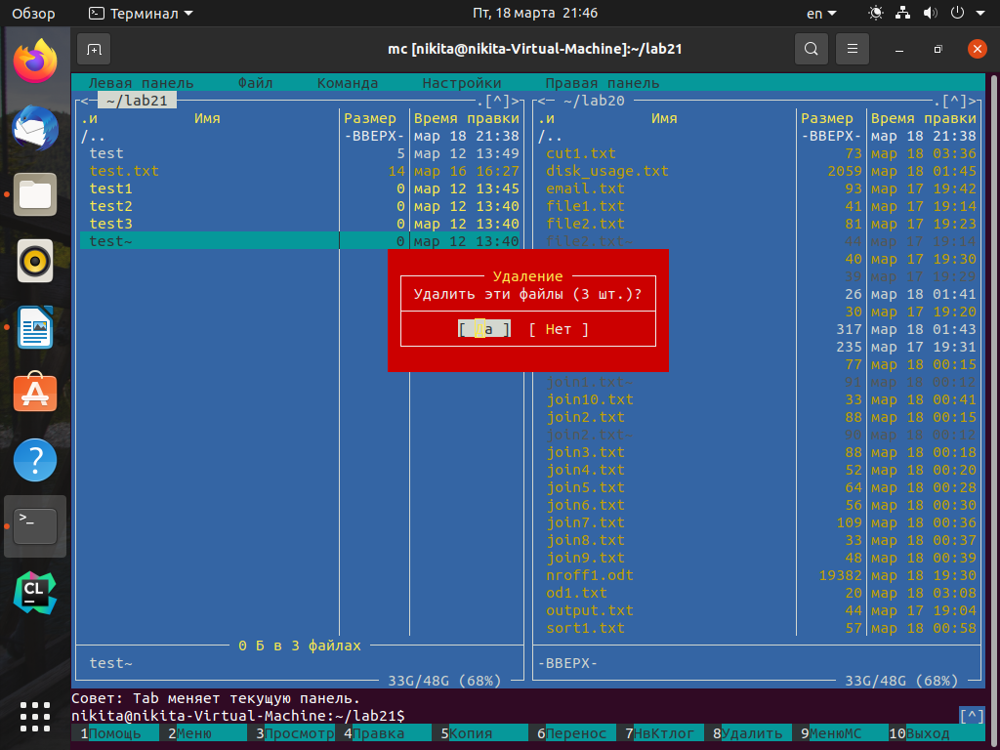 Обзор Терминал Пт, 18 марта 21:46 en
mc [nikita@nikita-Virtual-Machine]:~/lab21
Левая панель Файл Команда Настройки Правая панель
<─ ~/lab21 .[^]> <─ ~/lab20 .[^]>
.и Имя Размер Время правки .и Имя Размер Время правки
/.. -ВВЕРХ- мар 18 21:38 /.. -ВВЕРХ- мар 18 21:38
test 5 мар 12 13:49 cut1.txt 73 мар 18 03:36
test.txt 14 мар 16 16:27 disk_usage.txt 2059 мар 18 01:45
test1 0 мар 12 13:45 email.txt 93 мар 17 19:42
test2 0 мар 12 13:40 file1.txt 41 мар 17 19:14
test3 0 мар 12 13:40 file2.txt 81 мар 17 19:23
test~ 0 мар 12 13:40 file2.txt~ 44 мар 17 19:14
40 мар 17 19:30
Удаление 39 мар 17 19:29
Удалить эти файлы (3 шт.)? 26 мар 18 01:41
30 мар 17 19:20
[ Да ] [ Нет ] 317 мар 18 01:43
235 мар 17 19:31
77 мар 18 00:15
join1.txt~ 91 мар 18 00:12
join10.txt 33 мар 18 00:41
join2.txt 88 мар 18 00:15
join2.txt~ 90 мар 18 00:12
join3.txt 88 мар 18 00:18
join4.txt 52 мар 18 00:20
join5.txt 64 мар 18 00:28
join6.txt 56 мар 18 00:30
join7.txt 109 мар 18 00:36
join8.txt 33 мар 18 00:37
join9.txt 48 мар 18 00:39
nroff1.odt 19382 мар 18 19:30
od1.txt 20 мар 18 03:08
output.txt 44 мар 17 19:04
sort1.txt 57 мар 18 00:58
0 Б в 3 файлах
test~ -ВВЕРХ-
33G/48G (68%) 33G/48G (68%)
Совет: Tab меняет текущую панель.
nikita@nikita-Virtual-Machine:~/lab21$ [^]
1Помощь 2Меню 3Просмотр 4Правка 5Копия 6Перенос 7НвКтлог 8Удалить 9МенюМС 10Выход
CL